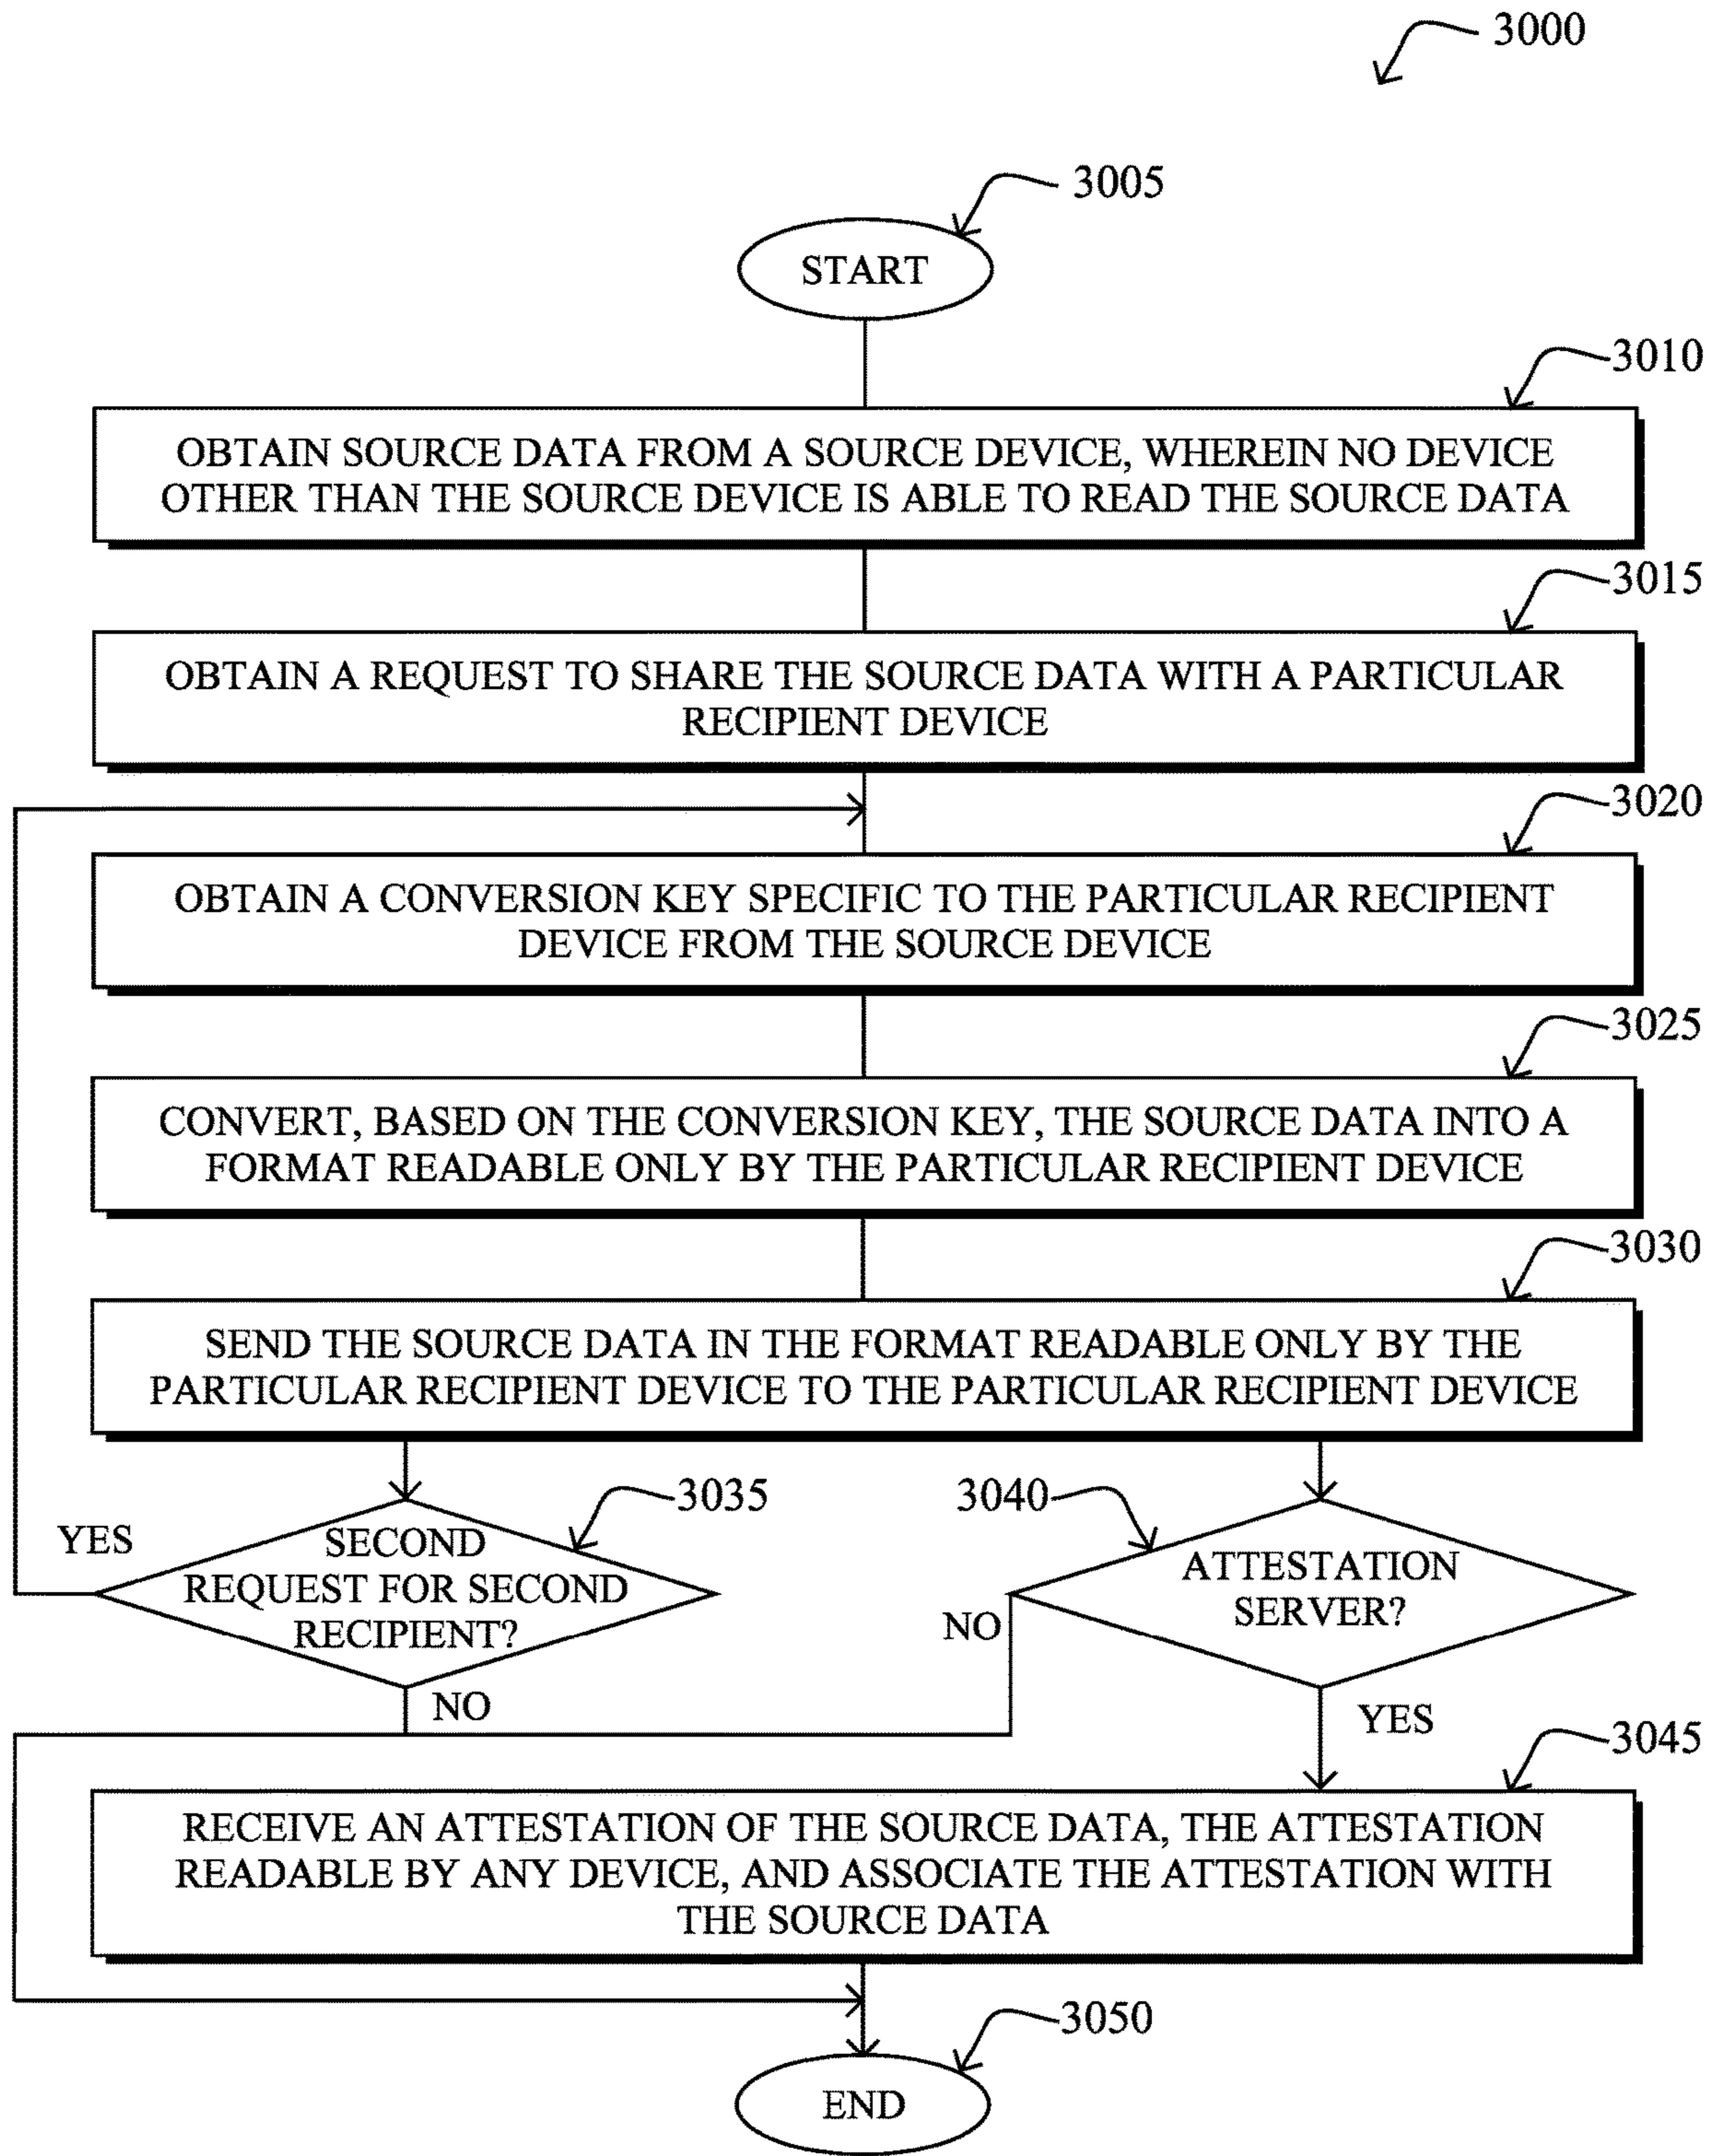 3000
3005
START
3010
OBTAIN SOURCE DATA FROM A SOURCE DEVICE, WHEREIN NO DEVICE
OTHER THAN THE SOURCE DEVICE IS ABLE TO READ THE SOURCE DATA
3015
OBTAIN A REQUEST TO SHARE THE SOURCE DATA WITH A PARTICULAR
RECIPIENT DEVICE
3020
OBTAIN A CONVERSION KEY SPECIFIC TO THE PARTICULAR RECIPIENT
DEVICE FROM THE SOURCE DEVICE
3025
CONVERT, BASED ON THE CONVERSION KEY, THE SOURCE DATA INTO A
FORMAT READABLE ONLY BY THE PARTICULAR RECIPIENT DEVICE
3030
SEND THE SOURCE DATA IN THE FORMAT READABLE ONLY BY THE
PARTICULAR RECIPIENT DEVICE TO THE PARTICULAR RECIPIENT DEVICE
3035
YES
SECOND
REQUEST FOR SECOND
RECIPIENT?
NO
3040
ATTESTATION
SERVER?
NO
YES
3045
RECEIVE AN ATTESTATION OF THE SOURCE DATA, THE ATTESTATION
READABLE BY ANY DEVICE, AND ASSOCIATE THE ATTESTATION WITH
THE SOURCE DATA
3050
END